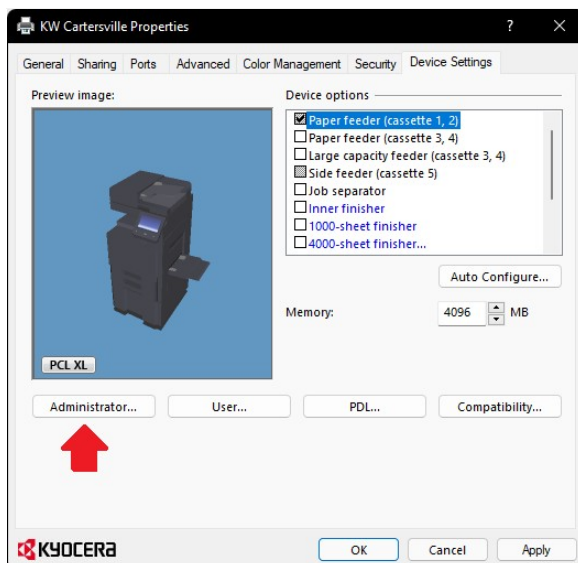 KW Cartersville Properties
?
General Sharing Ports Advanced Color Management Security Device Settings
Preview image:
Device options
Paper feeder (cassette 1, 2)
Paper feeder (cassette 3, 4)
Large capacity feeder (cassette 3, 4)
Side feeder (cassette 5)
Job separator
Inner finisher
1000-sheet finisher
4000-sheet finisher...
Auto Configure...
Memory: 4096 MB
PCL XL
Administrator... User... PDL... Compatibility...
KYOCERA
OK Cancel Apply